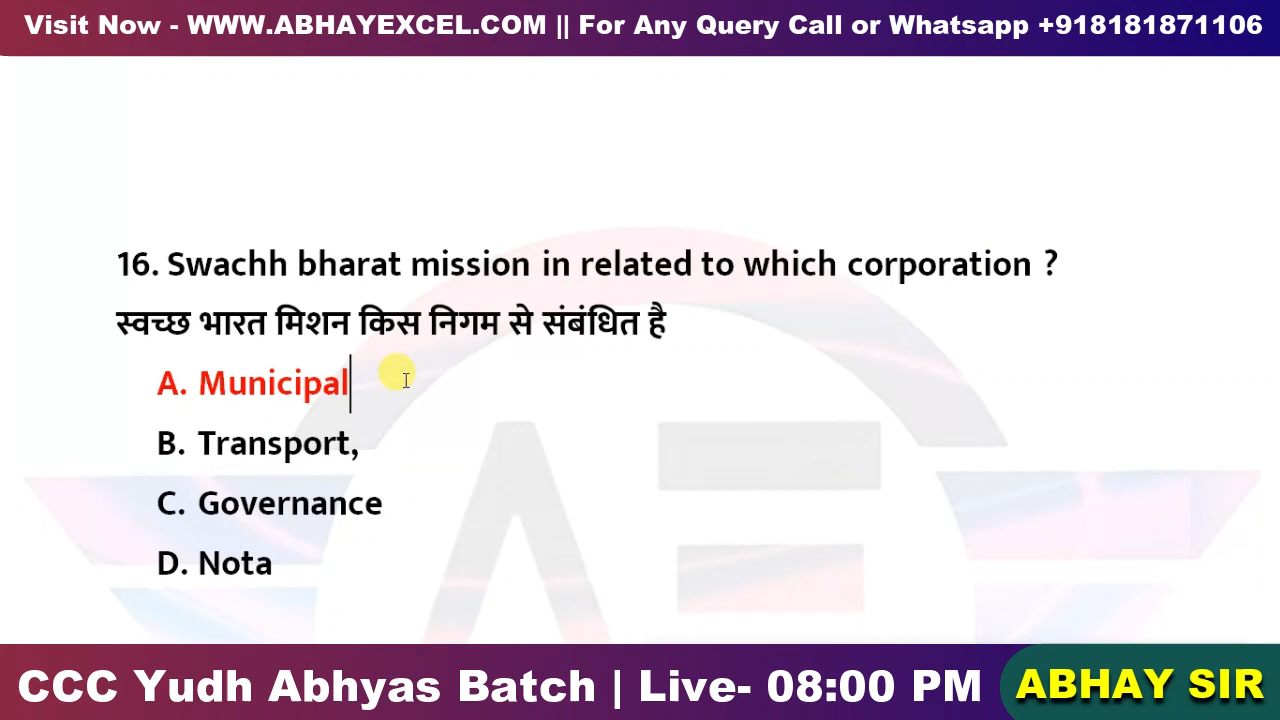 Visit Now - WWW.ABHAYEXCEL.COM || For Any Query Call or Whatsapp +918181871106
16. Swachh bharat mission in related to which corporation ?
स्वच्छ भारत मिशन किस निगम से संबंधित है
A. Municipal
B. Transport,
C. Governance
D. Nota
CCC Yudh Abhyas Batch | Live- 08:00 PM
ABHAY SIR